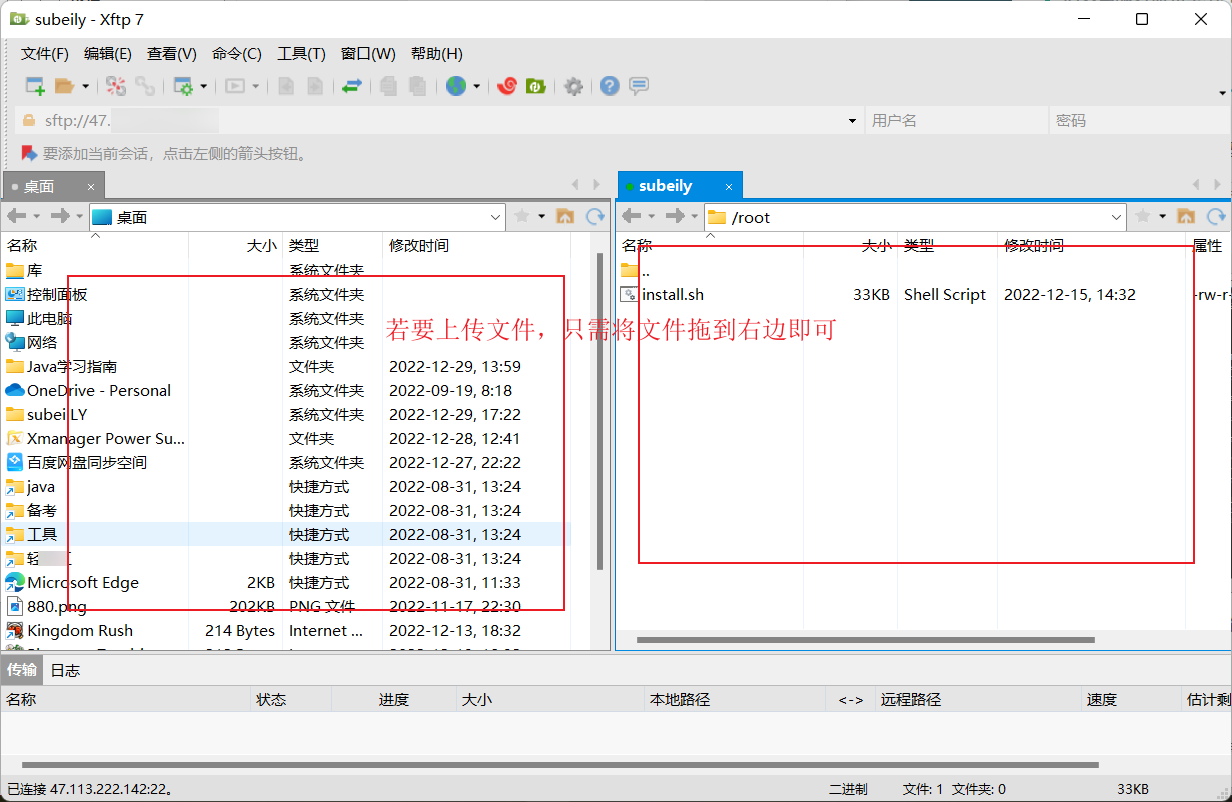 subeily - Xftp 7
文件(F) 编辑(E) 查看(V) 命令(C) 工具(T) 窗口(W) 帮助(H)
sftp://47. 用户名 密码
要添加当前会话，点击左侧的箭头按钮。
桌面 × subeily ×
桌面 /root
名称 大小 类型 修改时间 名称 大小 类型 修改时间 属性
库 系统文件夹 ..
控制面板 系统文件夹 install.sh 33KB Shell Script 2022-12-15, 14:32 -rw-r-
此电脑 系统文件夹
若要上传文件，只需将文件拖到右边即可
网络 系统文件夹
Java学习指南 文件夹 2022-12-29, 13:59
OneDrive - Personal 系统文件夹 2022-09-19, 8:18
subeiLY 系统文件夹 2022-12-29, 17:22
Xmanager Power Su... 文件夹 2022-12-28, 12:41
百度网盘同步空间 系统文件夹 2022-12-27, 22:22
java 快捷方式 2022-08-31, 13:24
备考 快捷方式 2022-08-31, 13:24
工具 快捷方式 2022-08-31, 13:24
轻 快捷方式 2022-08-31, 13:24
Microsoft Edge 2KB 快捷方式 2022-08-31, 11:33
880.png 202KB PNG 文件 2022-11-17, 22:30
Kingdom Rush 214 Bytes Internet ... 2022-12-13, 18:32
传输 日志
名称 状态 进度 大小 本地路径 <-> 远程路径 速度 估计剩
已连接 47.113.222.142:22。 二进制 文件: 1 文件夹: 0 33KB